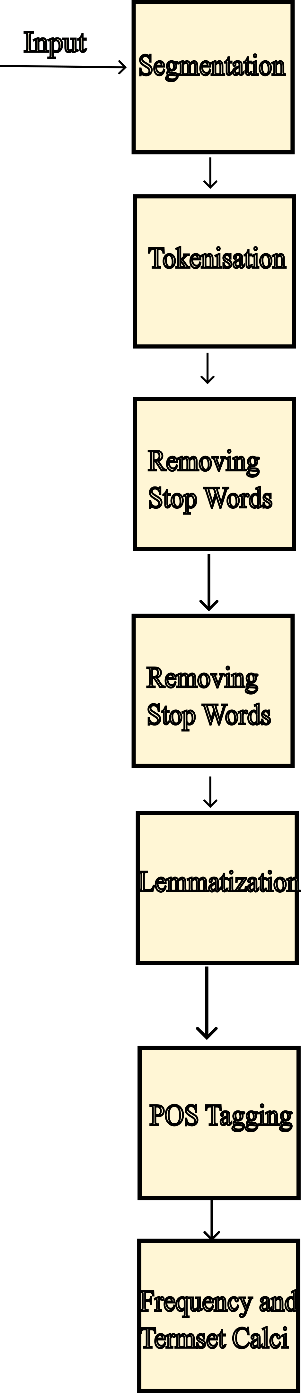 Input
Segmentation
Tokenisation
Removing
Stop Words
Removing
Stop Words
Lemmatization
POS Tagging
Frequency and
Termset Calci